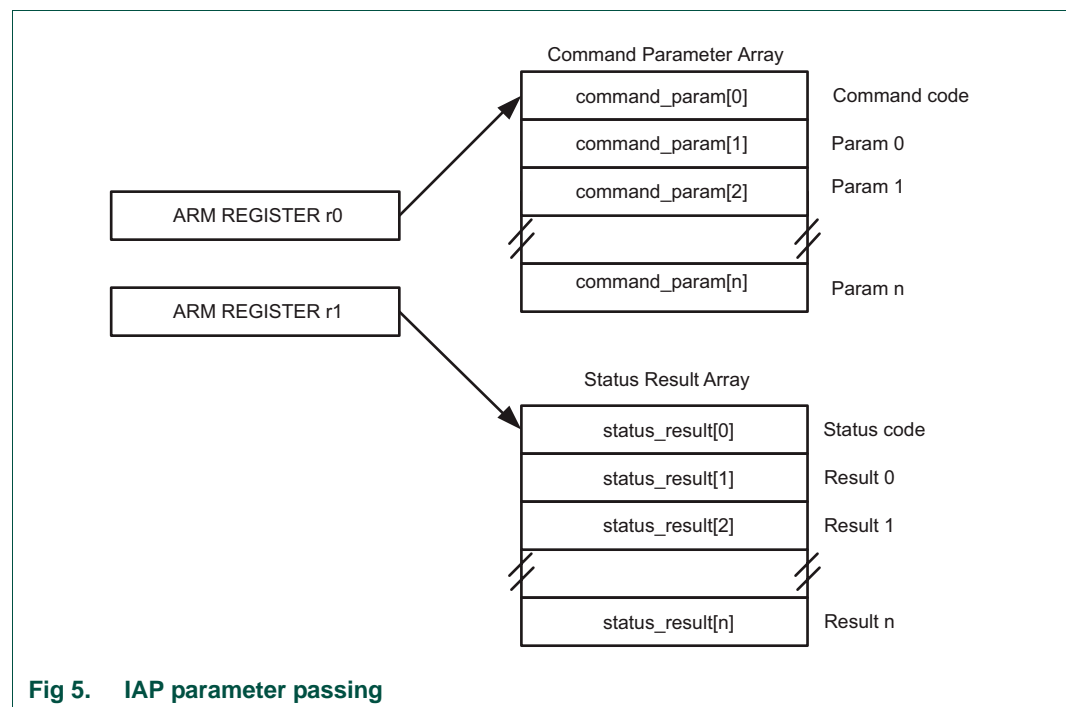 Command Parameter Array
command_param[0] Command code
command_param[1] Param 0
command_param[2] Param 1
ARM REGISTER r0
command_param[n] Param n
ARM REGISTER r1
Status Result Array
status_result[0] Status code
status_result[1] Result 0
status_result[2] Result 1
status_result[n] Result n
Fig 5. IAP parameter passing